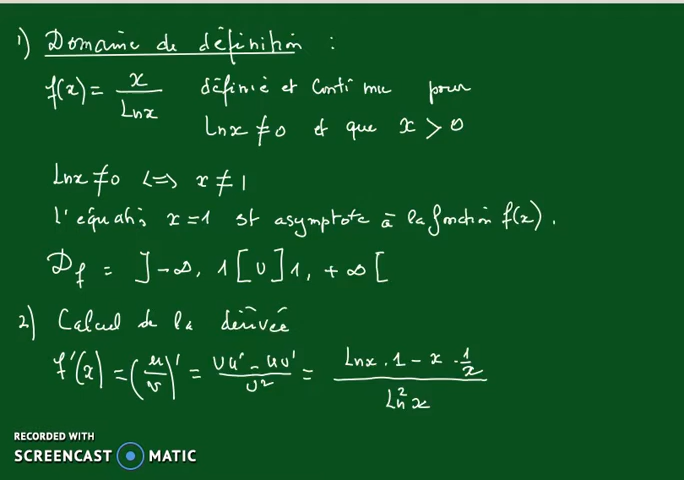 1) Domaine de définition :
f(x) = x/Lnx définie et continue pour
Lnx ≠ 0 et que x > 0
Lnx ≠ 0 <=> x ≠ 1
l'équatio x = 1 est asymptote à la fonction f(x).
Df = ]-∞, 1[ U ]1, +∞[
2) Calcul de la dérivée
f'(x) = (u/v)' = (vu' - uv')/v² = (Lnx . 1 - x . 1/x)/Ln²x
RECORDED WITH
SCREENCAST MATIC